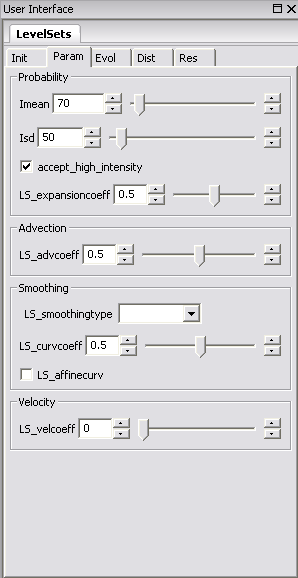 User Interface
LevelSets
Init Param Evol Dist Res
Probability
Imean 70
Isd 50
accept_high_intensity
LS_expansioncoeff 0.5
Advection
LS_advcoeff 0.5
Smoothing
LS_smoothingtype
LS_curvcoeff 0.5
LS_affinecurv
Velocity
LS_velcoeff 0